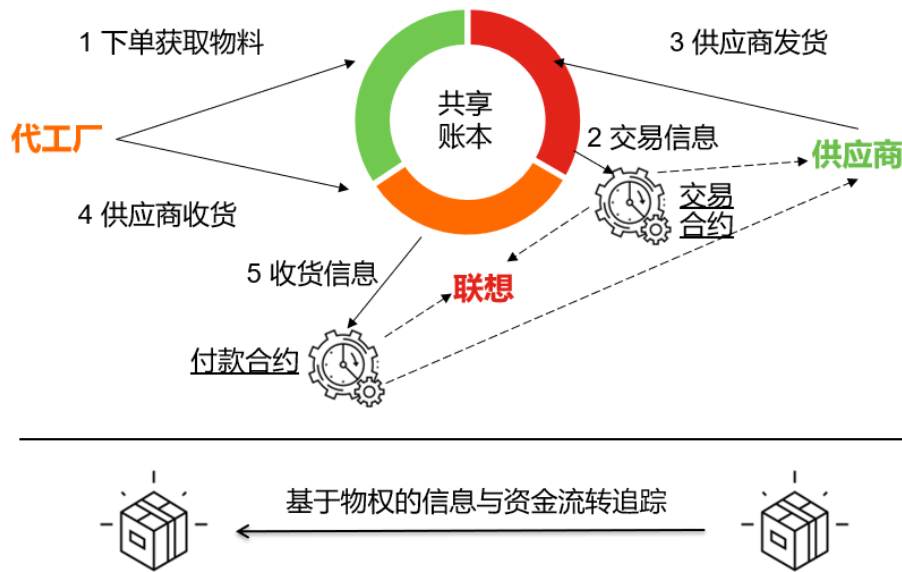 1 下单获取物料
3 供应商发货
共享
账本
代工厂
2 交易信息
供应商
交易
合约
4 供应商收货
5 收货信息
联想
付款合约
基于物权的信息与资金流转追踪